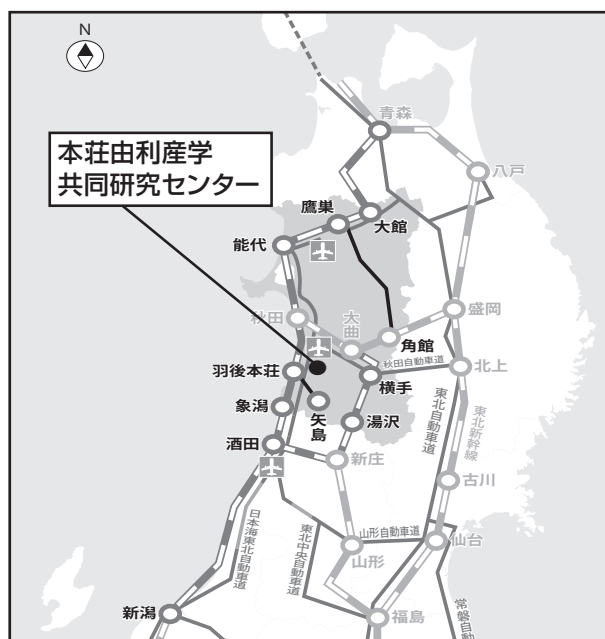 N
本荘由利産学
共同研究センター
青森
八戸
鷹巣
大館
能代
秋田
大曲
角館
盛岡
秋田自動車道
北上
羽後本荘
横手
矢島
象潟
湯沢
酒田
新庄
東北自動車道
東北新幹線
古川
日本海東北自動車道
東北中央自動車道
山形自動車道
山形
仙台
新潟
福島
常磐自動